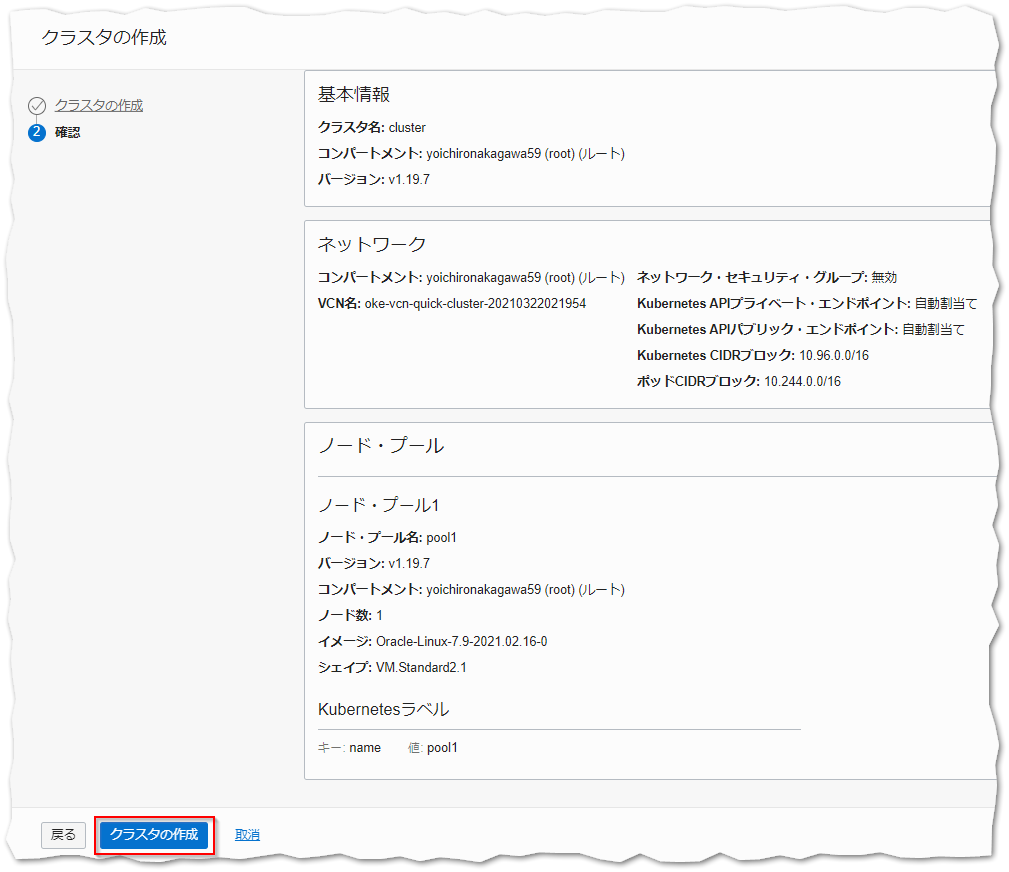 クラスタの作成
クラスタの作成
2 確認
基本情報
クラスタ名: cluster
コンパートメント: yoichironakagawa59 (root) (ルート)
バージョン: v1.19.7
ネットワーク
コンパートメント: yoichironakagawa59 (root) (ルート)
VCN名: oke-vcn-quick-cluster-20210322021954
ネットワーク・セキュリティ・グループ: 無効
Kubernetes APIプライベート・エンドポイント: 自動割当て
Kubernetes APIパブリック・エンドポイント: 自動割当て
Kubernetes CIDRブロック: 10.96.0.0/16
ポッドCIDRブロック: 10.244.0.0/16
ノード・プール
ノード・プール1
ノード・プール名: pool1
バージョン: v1.19.7
コンパートメント: yoichironakagawa59 (root) (ルート)
ノード数: 1
イメージ: Oracle-Linux-7.9-2021.02.16-0
シェイプ: VM.Standard2.1
Kubernetesラベル
キー: name 値: pool1
戻る クラスタの作成 取消